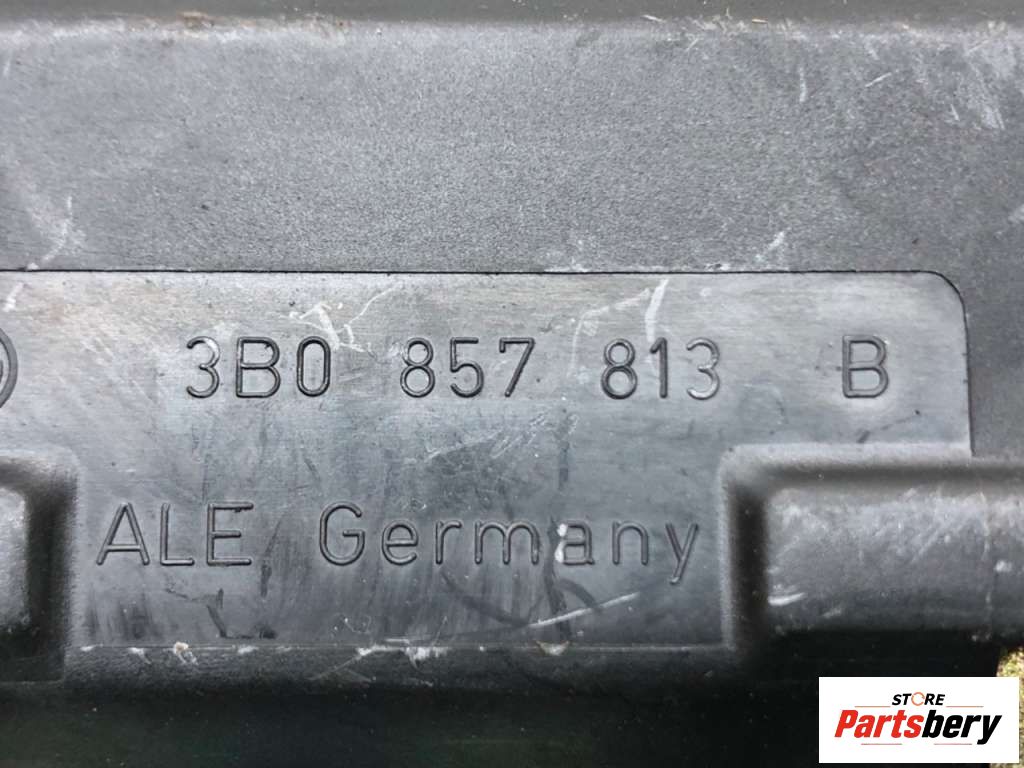 3B0 857 813 B
ALE Germany
STORE
Partsbery